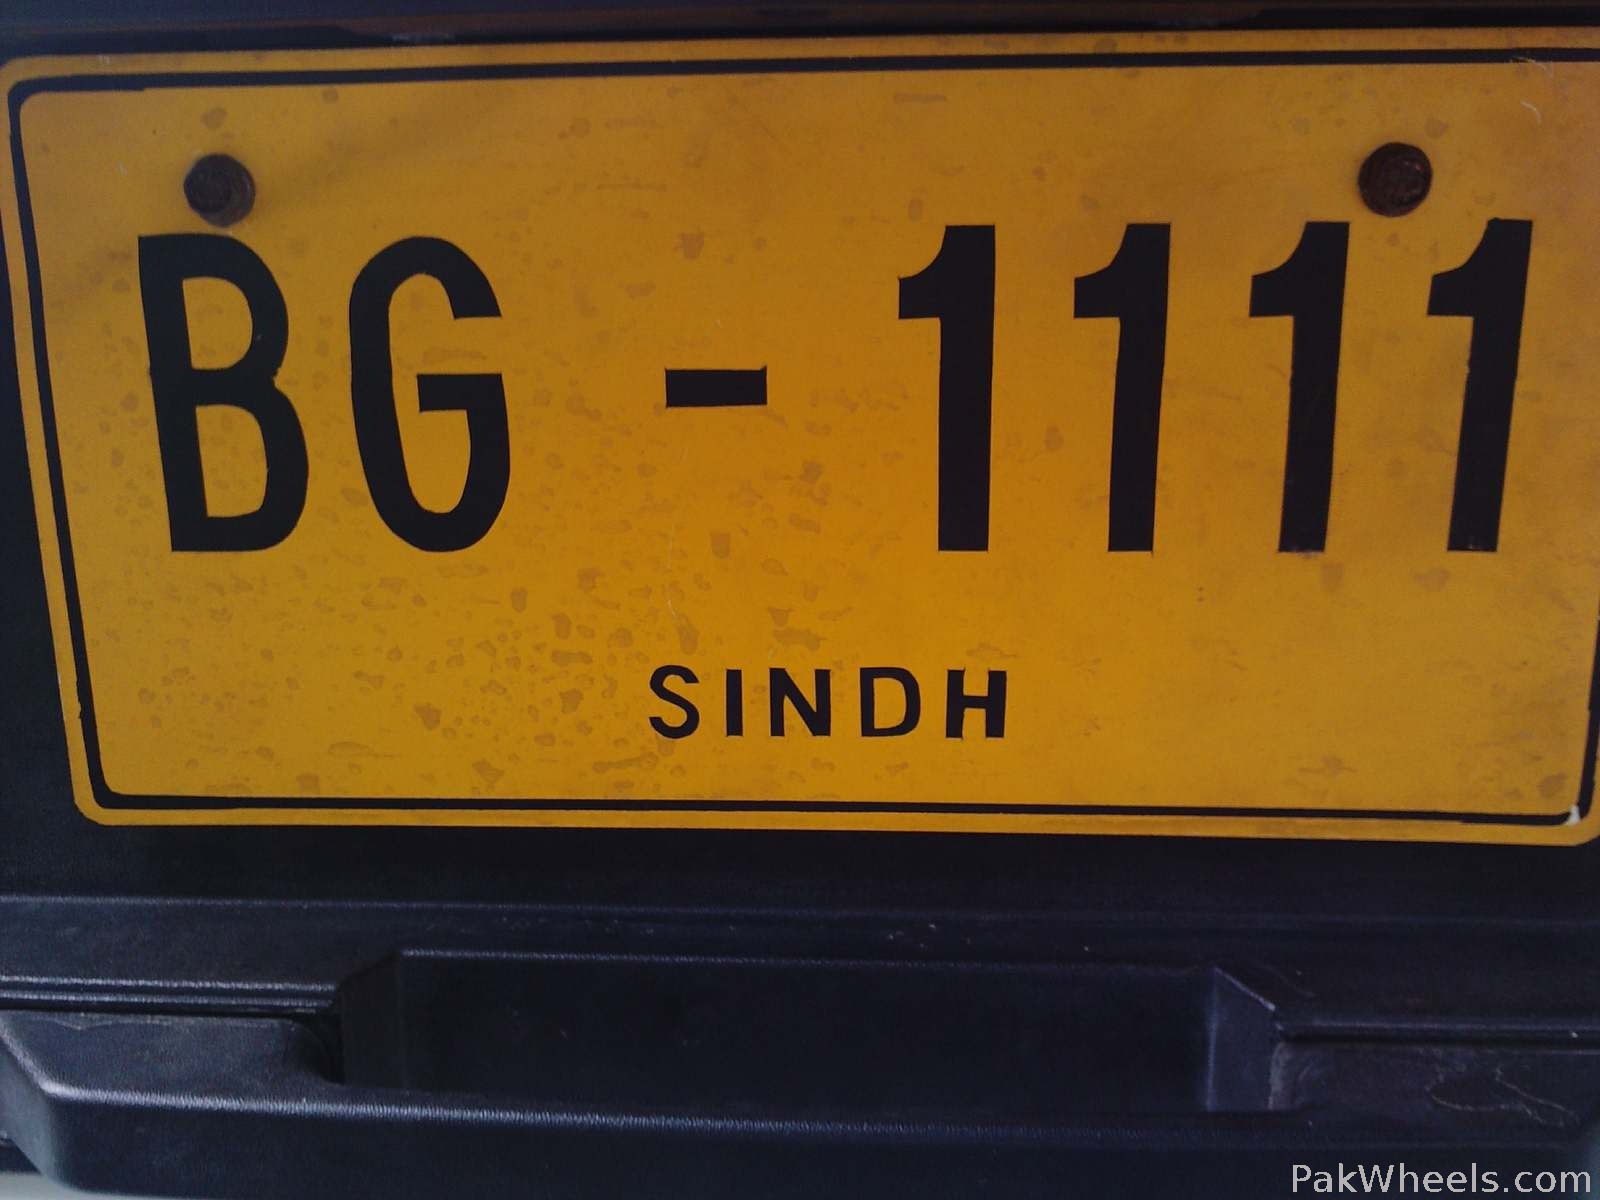 BG - 1111
SINDH
PakWheels.com